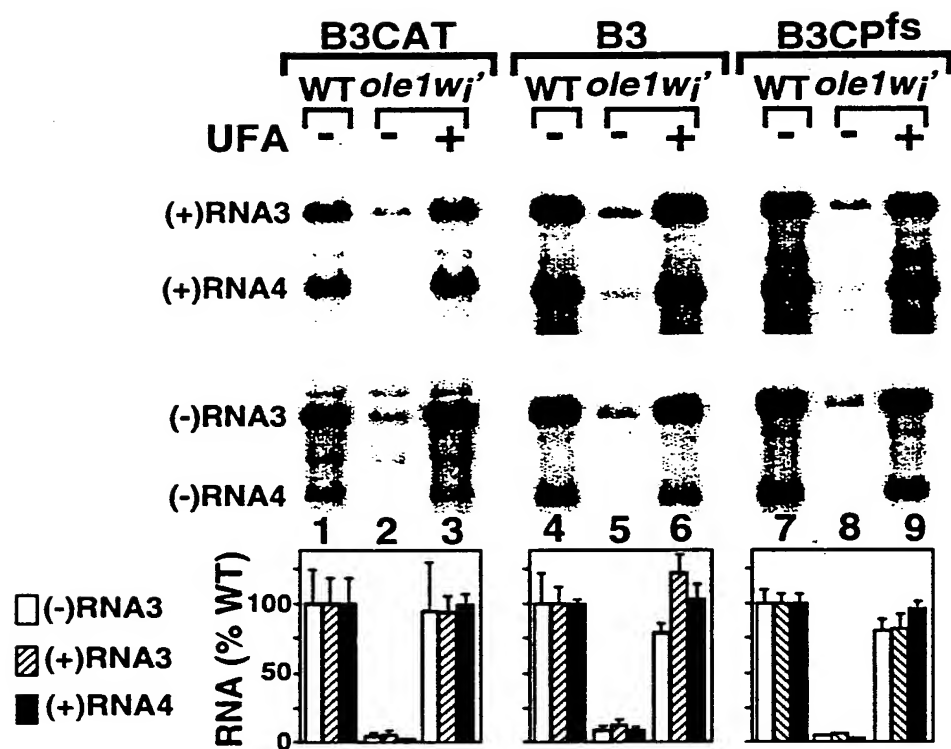 B3CAT B3 B3CPfs
WT ole1wi' WT ole1wi' WT ole1wi'
UFA - - + - - + - - +
(+)RNA3
(+)RNA4
(-)RNA3
(-)RNA4
1 2 3 4 5 6 7 8 9
RNA (% WT)
100
50
0
(-)RNA3
(+)RNA3
(+)RNA4